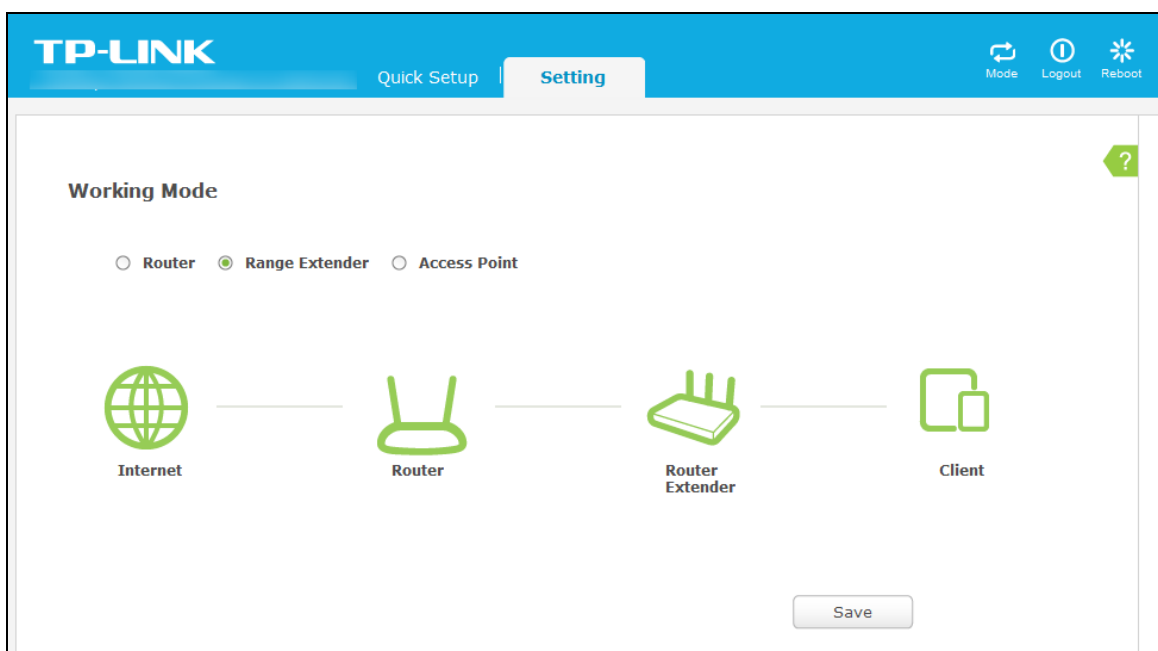 TP-LINK
Quick Setup | Setting
Mode Logout Reboot
?
Working Mode
Router Range Extender Access Point
Internet Router Router Client
Extender
Save